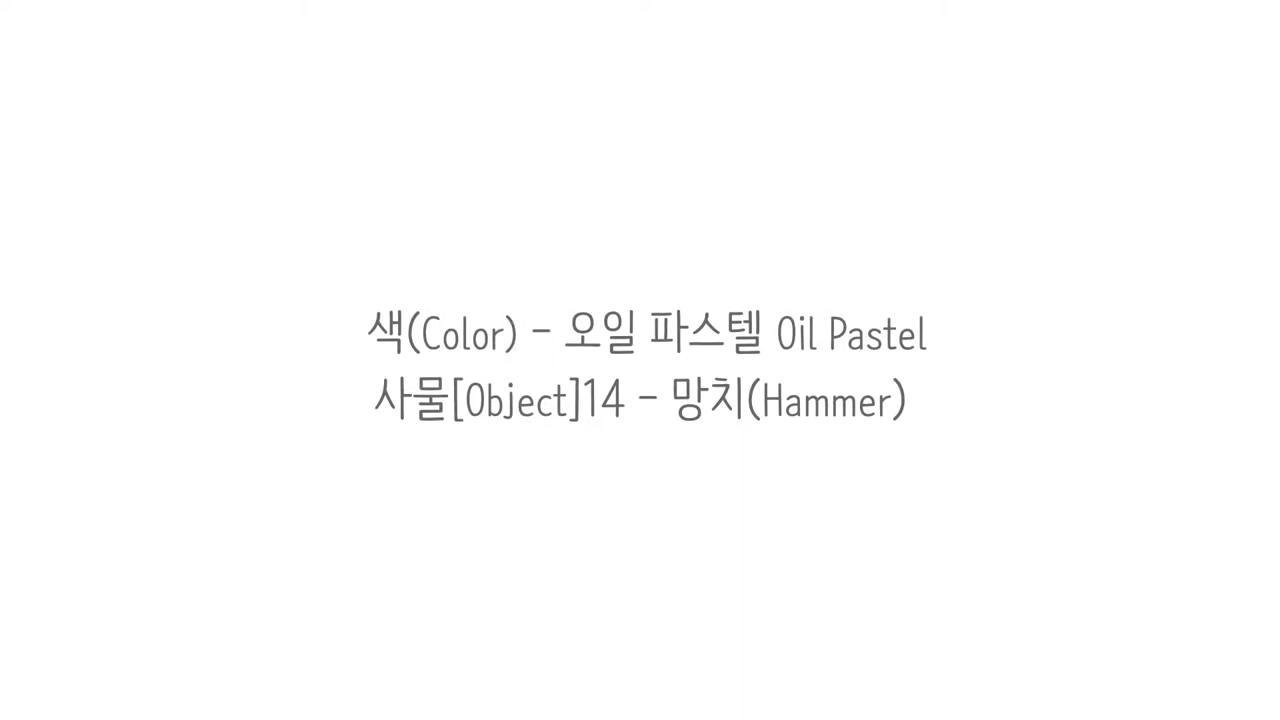 색(Color) - 오일 파스텔 Oil Pastel
사물[Object]14 - 망치(Hammer)